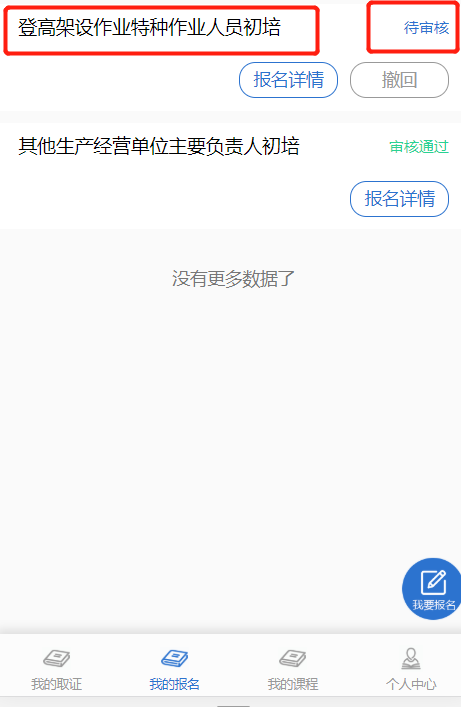 登高架设作业特种作业人员初培
待审核
报名详情
撤回
其他生产经营单位主要负责人初培
审核通过
报名详情
没有更多数据了
我要报名
我的取证
我的报名
我的课程
个人中心